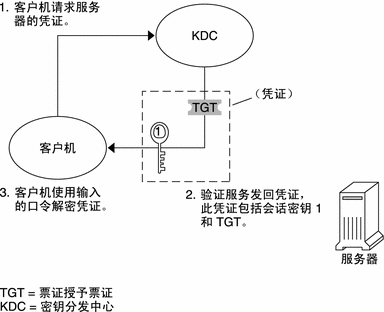 1. 客户机请求服务
器的凭证。
KDC
TGT
(凭证)
1
客户机
3. 客户机使用输入
的口令解密凭证。
2. 验证服务发回凭证，
此凭证包括会话密钥 1
和 TGT。
服务器
TGT = 票证授予票证
KDC = 密钥分发中心